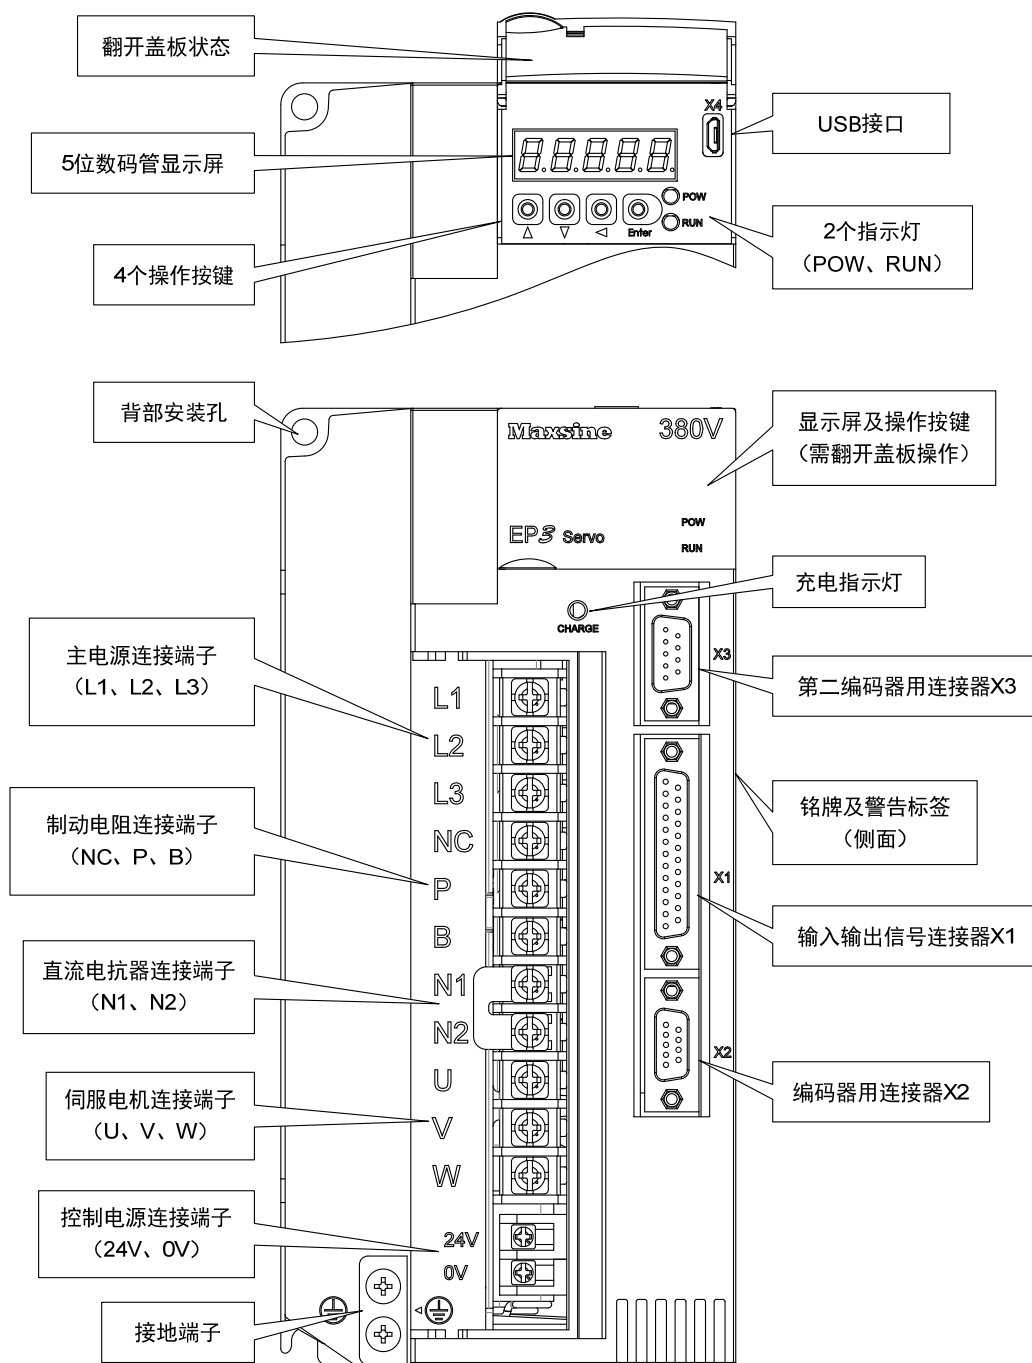 翻开盖板状态
X4
USB接口
5位数码管显示屏
8.8.8.8.8.
POW
RUN
Enter
2个指示灯
（POW、RUN）
4个操作按键
背部安装孔
Maxsine
380V
显示屏及操作按键
（需翻开盖板操作）
POW
EP3 Servo
RUN
充电指示灯
CHARGE
主电源连接端子
（L1、L2、L3）
X3
第二编码器用连接器X3
L1
L2
L3
铭牌及警告标签
（侧面）
制动电阻连接端子
（NC、P、B）
NC
P
B
X1
输入输出信号连接器X1
直流电抗器连接端子
（N1、N2）
N1
N2
X2
编码器用连接器X2
伺服电机连接端子
（U、V、W）
U
V
W
控制电源连接端子
（24V、0V）
24V
0V
接地端子